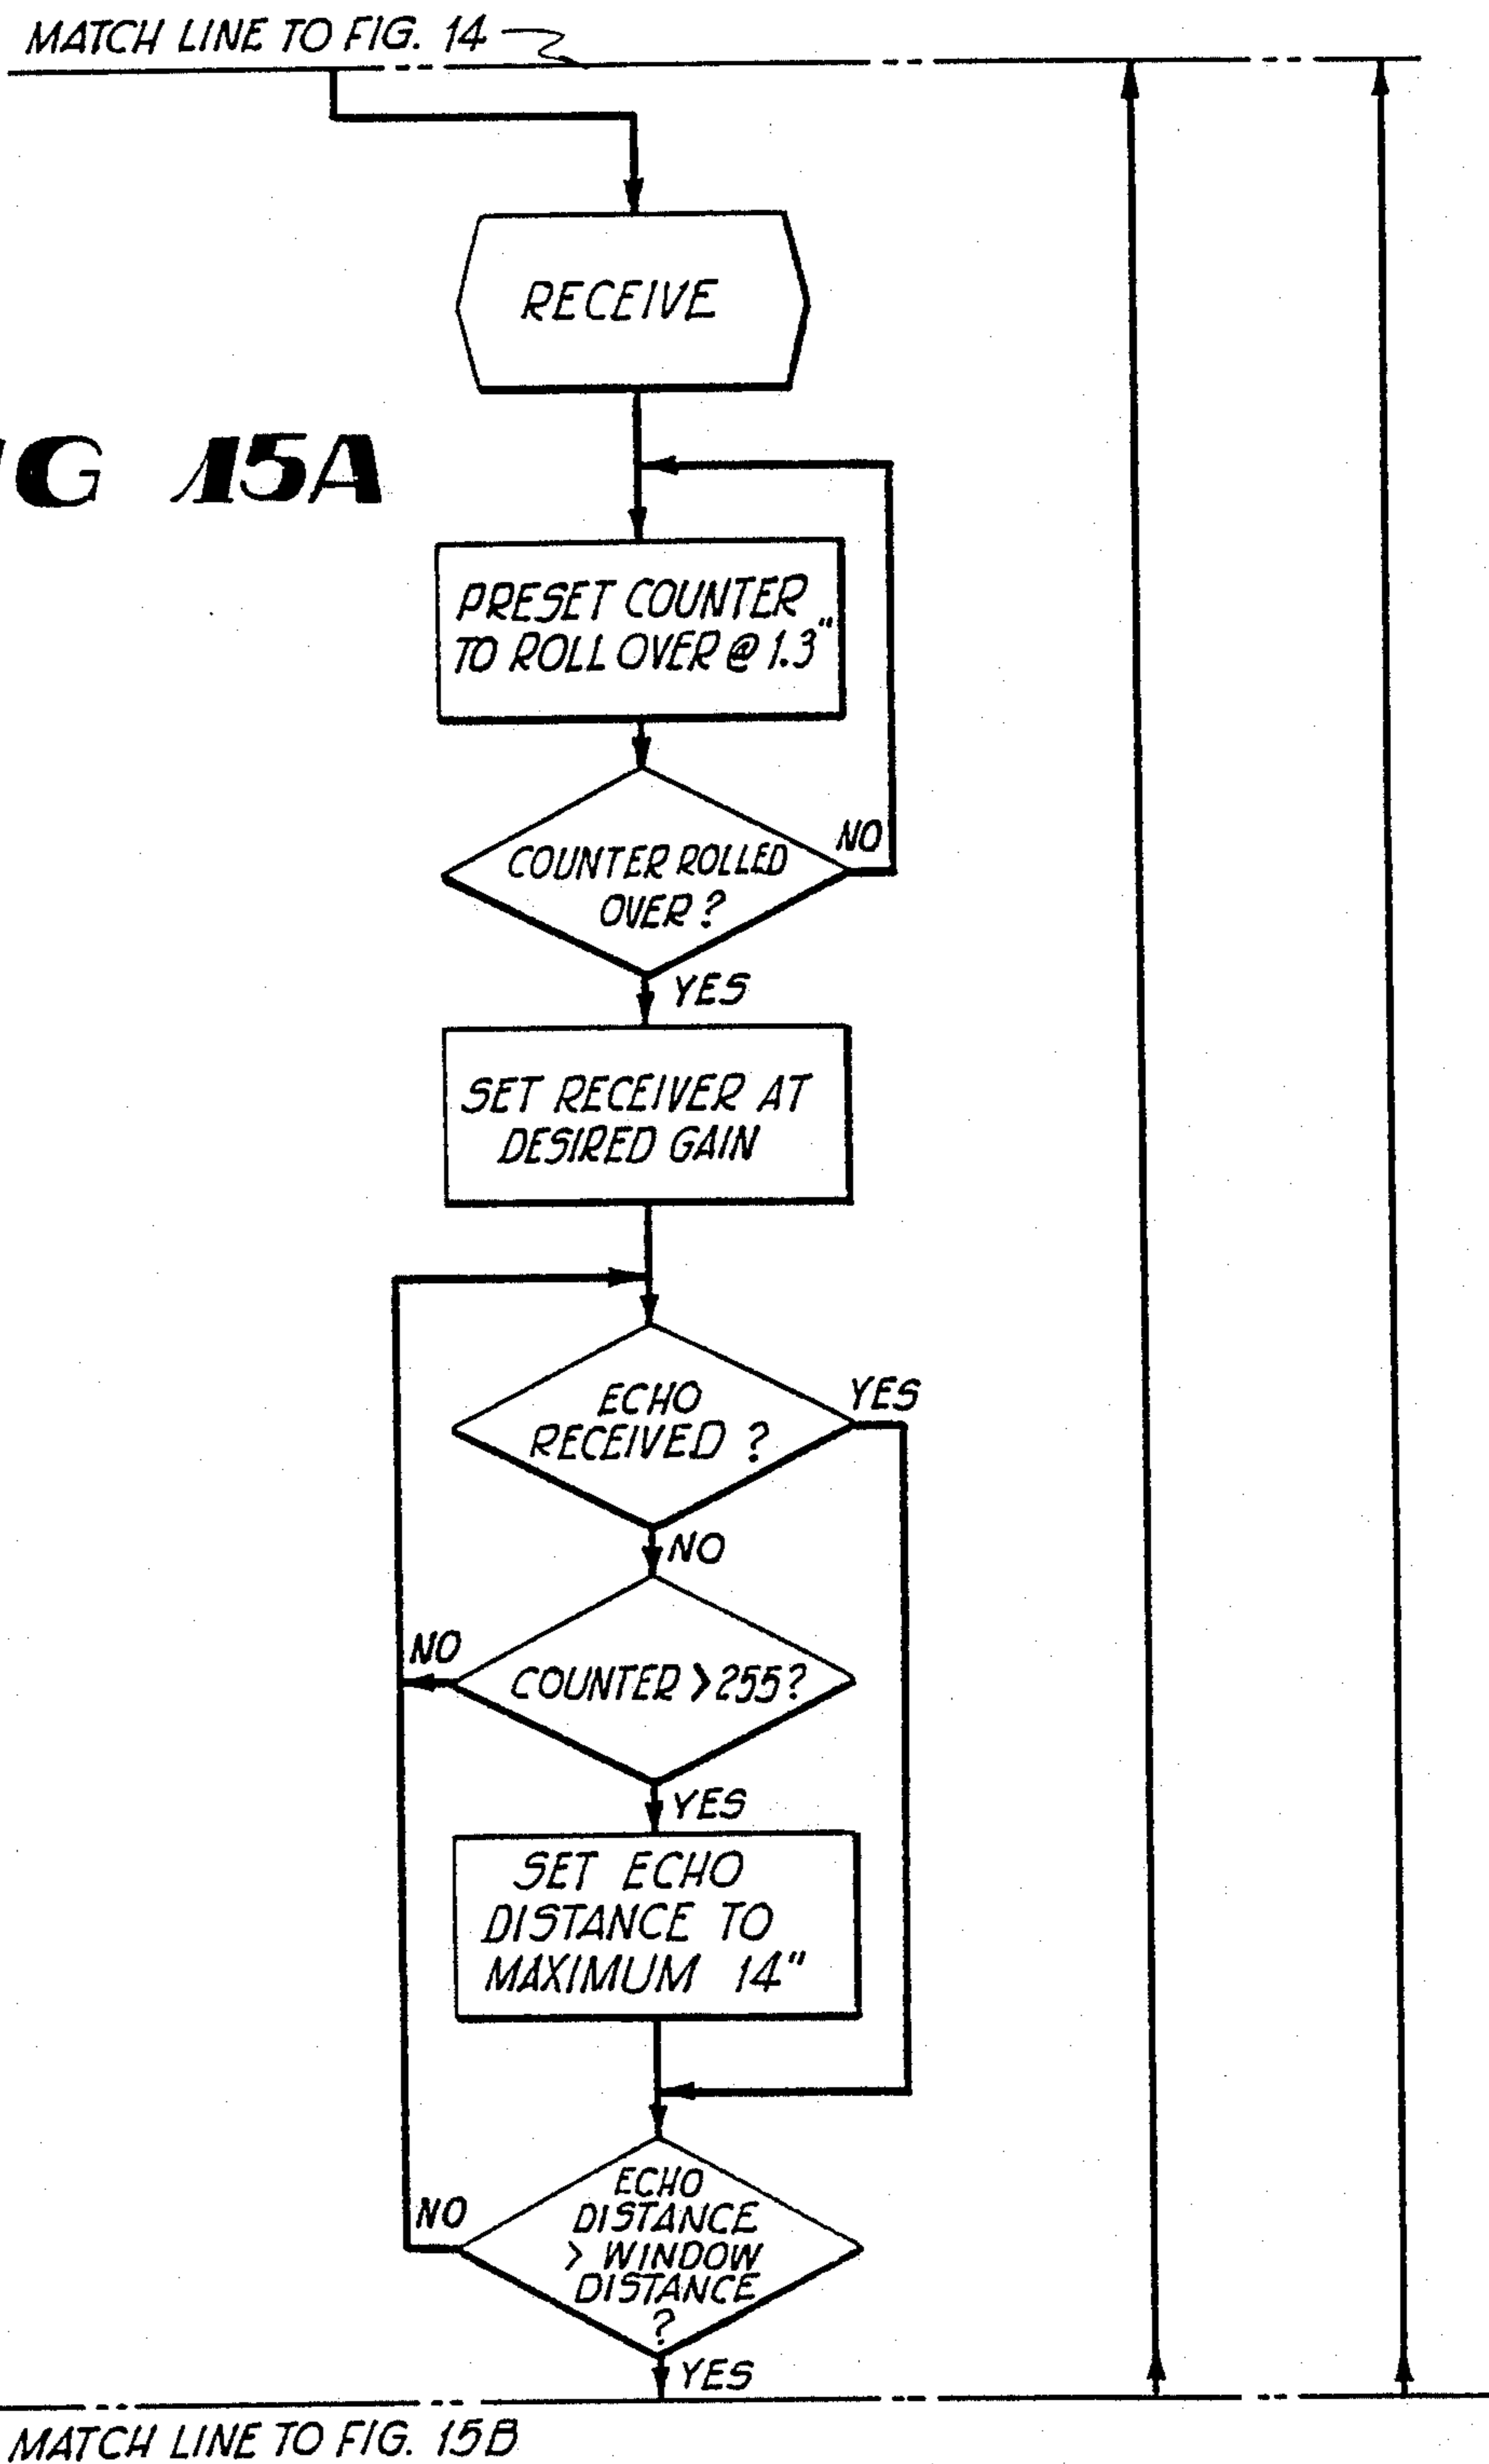 MATCH LINE TO FIG. 14
RECEIVE
G 15A
PRESET COUNTER
TO ROLL OVER @ 1.3"
COUNTER ROLLED
OVER ?
NO
YES
SET RECEIVER AT
DESIRED GAIN
ECHO
RECEIVED ?
YES
NO
COUNTER > 255?
NO
YES
SET ECHO
DISTANCE TO
MAXIMUM 14"
ECHO
DISTANCE
> WINDOW
DISTANCE
?
NO
YES
MATCH LINE TO FIG. 15B